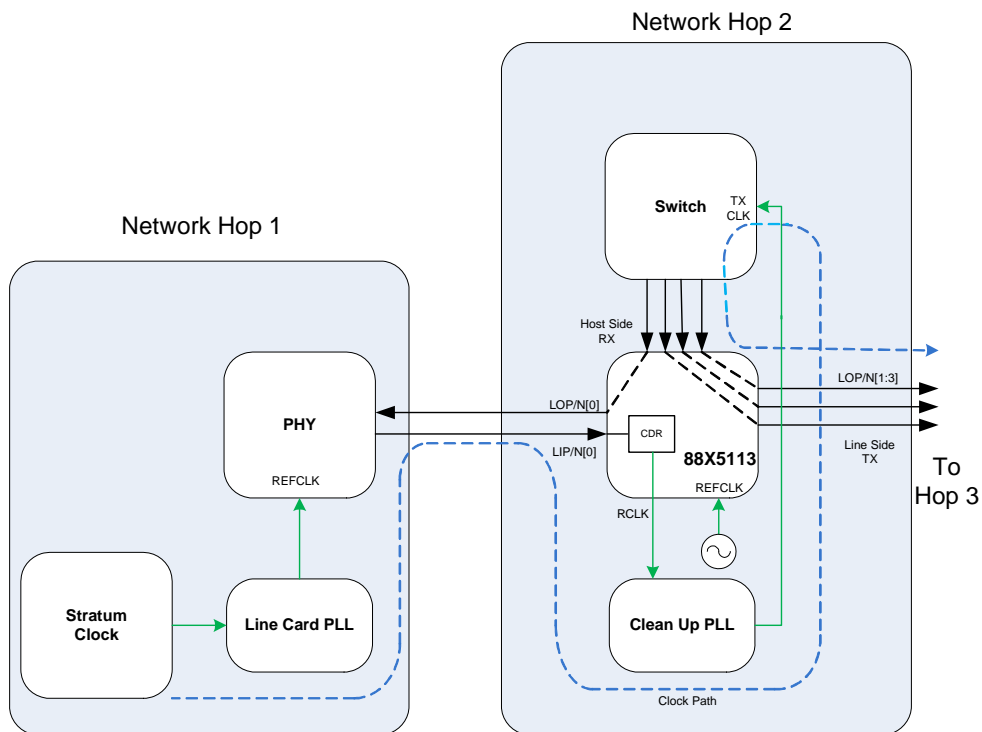 Network Hop 2
Network Hop 1
Switch
TX
CLK
Host Side
RX
PHY
REFCLK
LOP/N[0]
LIP/N[0]
CDR
88X5113
REFCLK
RCLK
LOP/N[1:3]
Line Side
TX
To
Hop 3
Stratum
Clock
Line Card PLL
Clean Up PLL
Clock Path